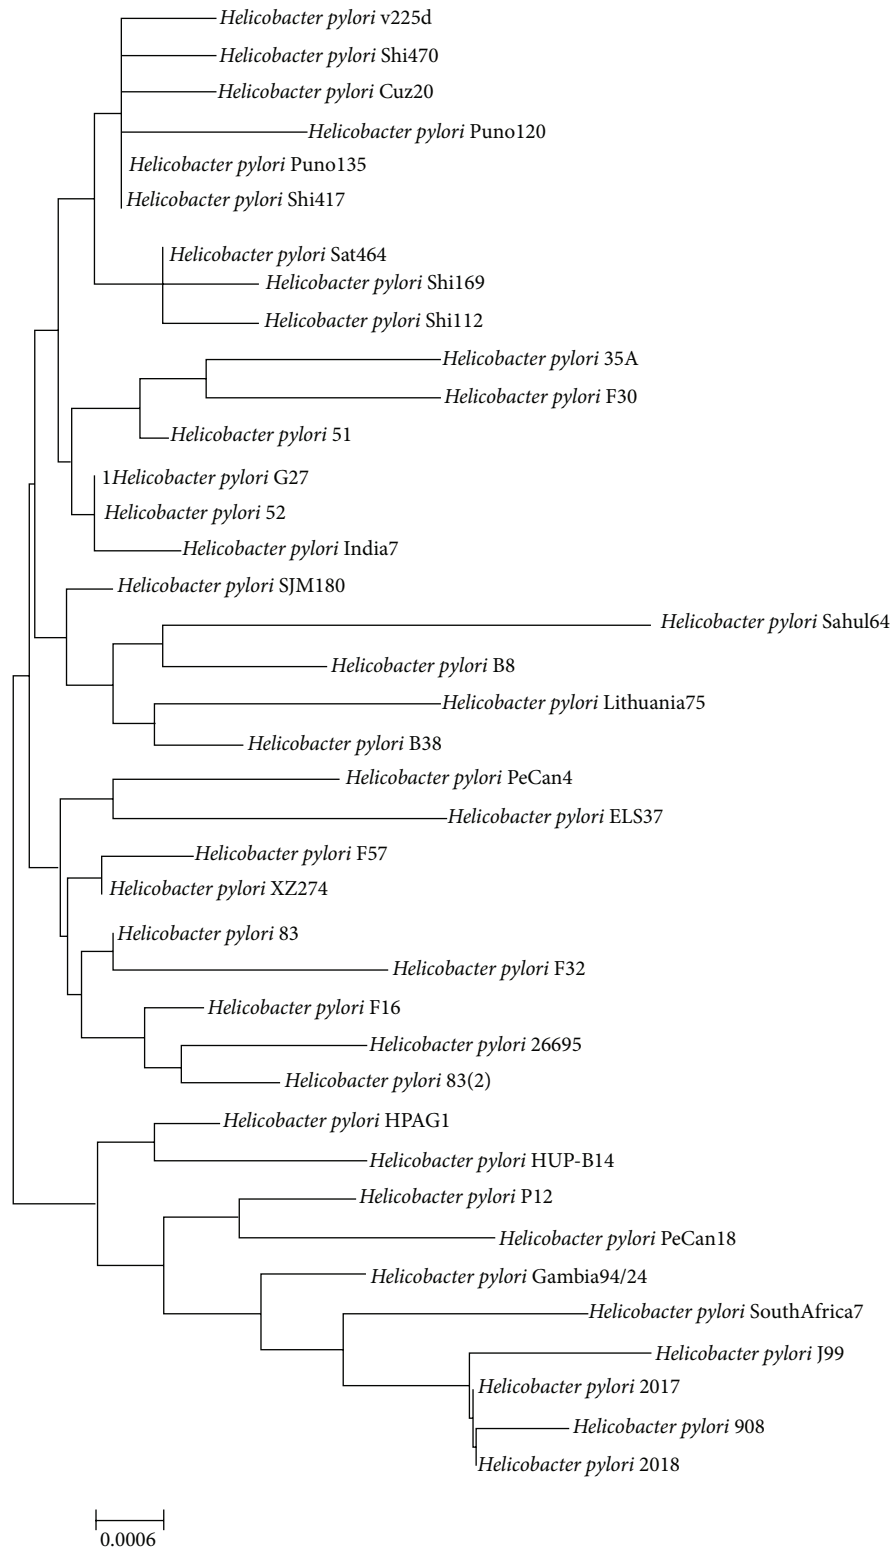 Helicobacter pylori v225d
Helicobacter pylori Shi470
Helicobacter pylori Cuz20
Helicobacter pylori Puno120
Helicobacter pylori Puno135
Helicobacter pylori Shi417
Helicobacter pylori Sat464
Helicobacter pylori Shi169
Helicobacter pylori Shi112
Helicobacter pylori 35A
Helicobacter pylori F30
Helicobacter pylori 51
1Helicobacter pylori G27
Helicobacter pylori 52
Helicobacter pylori India7
Helicobacter pylori SJM180
Helicobacter pylori Sahul64
Helicobacter pylori B8
Helicobacter pylori Lithuania75
Helicobacter pylori B38
Helicobacter pylori PeCan4
Helicobacter pylori ELS37
Helicobacter pylori F57
Helicobacter pylori XZ274
Helicobacter pylori 83
Helicobacter pylori F32
Helicobacter pylori F16
Helicobacter pylori 26695
Helicobacter pylori 83(2)
Helicobacter pylori HPAG1
Helicobacter pylori HUP-B14
Helicobacter pylori P12
Helicobacter pylori PeCan18
Helicobacter pylori Gambia94/24
Helicobacter pylori SouthAfrica7
Helicobacter pylori J99
Helicobacter pylori 2017
Helicobacter pylori 908
Helicobacter pylori 2018
0.0006